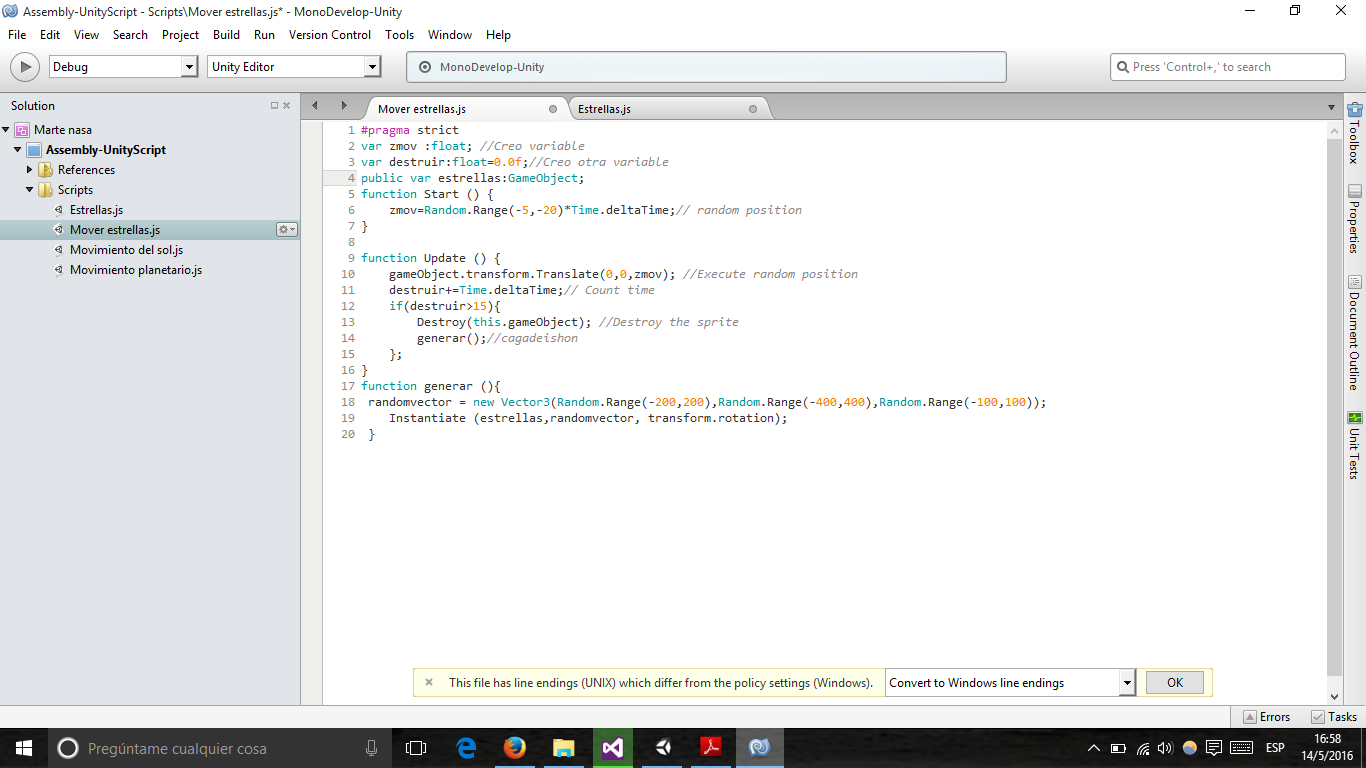 Assembly-UnityScript - Scripts\Mover estrellas.js* - MonoDevelop-Unity
File Edit View Search Project Build Run Version Control Tools Window Help
Debug Unity Editor MonoDevelop-Unity Press 'Control+,' to search
Solution
Marte nasa
Assembly-UnityScript
References
Scripts
Estrellas.js
Mover estrellas.js
Movimiento del sol.js
Movimiento planetario.js
Mover estrellas.js Estrellas.js
1 #pragma strict
2 var zmov :float; //Creo variable
3 var destruir:float=0.0f;//Creo otra variable
4 public var estrellas:GameObject;
5 function Start () {
6 zmov=Random.Range(-5,-20)*Time.deltaTime;// random position
7 }
8
9 function Update () {
10 gameObject.transform.Translate(0,0,zmov); //Execute random position
11 destruir+=Time.deltaTime;// Count time
12 if(destruir>15){
13 Destroy(this.gameObject); //Destroy the sprite
14 generar();//cagadeishon
15 };
16 }
17 function generar (){
18 randomvector = new Vector3(Random.Range(-200,200),Random.Range(-400,400),Random.Range(-100,100));
19 Instantiate (estrellas,randomvector, transform.rotation);
20 }
Toolbox
Properties
Document Outline
Unit Tests
This file has line endings (UNIX) which differ from the policy settings (Windows). Convert to Windows line endings OK
Errors Tasks
Pregúntame cualquier cosa
ESP
16:58
14/5/2016